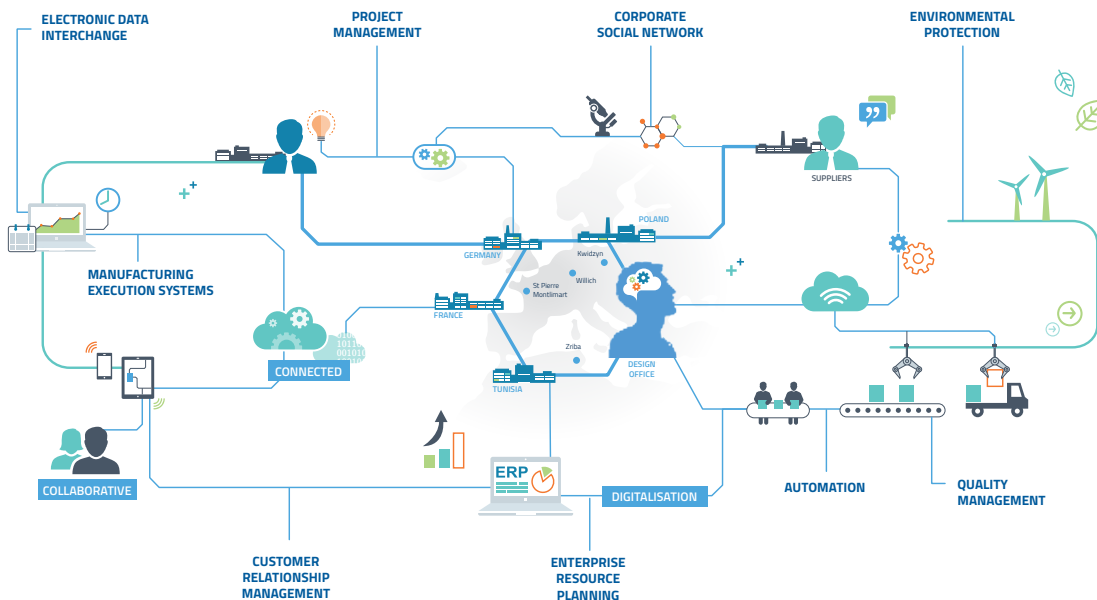 ELECTRONIC DATA
INTERCHANGE
PROJECT
MANAGEMENT
CORPORATE
SOCIAL NETWORK
ENVIRONMENTAL
PROTECTION
SUPPLIERS
POLAND
GERMANY
Kwidzyn
Willich
St Pierre
Montlimart
FRANCE
MANUFACTURING
EXECUTION SYSTEMS
Zriba
DESIGN
OFFICE
TUNISIA
CONNECTED
COLLABORATIVE
ERP
DIGITALISATION
AUTOMATION
QUALITY
MANAGEMENT
CUSTOMER
RELATIONSHIP
MANAGEMENT
ENTERPRISE
RESOURCE
PLANNING